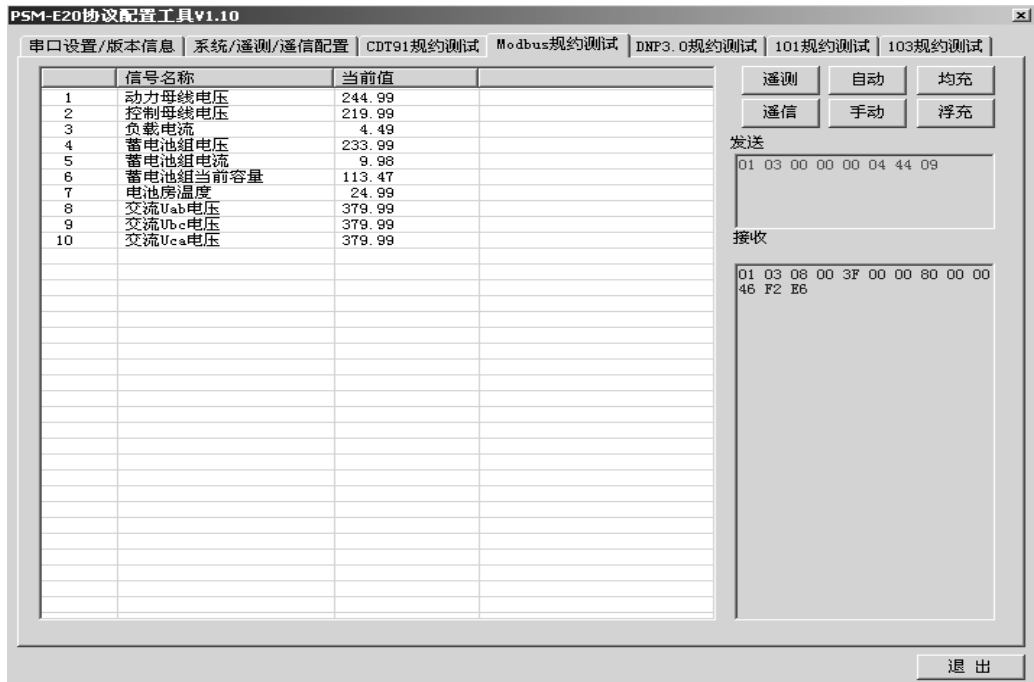 PSM-E20协议配置工具V1.10
串口设置/版本信息 系统/遥测/遥信配置 CDT91规约测试 Modbus规约测试 DNP3.0规约测试 101规约测试 103规约测试
信号名称 当前值
1 动力母线电压 244.99
2 控制母线电压 219.99
3 负载电流 4.49
4 蓄电池组电压 233.99
5 蓄电池组电流 9.98
6 蓄电池组当前容量 113.47
7 电池房温度 24.99
8 交流Uab电压 379.99
9 交流Ubc电压 379.99
10 交流Uca电压 379.99
遥测 自动 均充
遥信 手动 浮充
发送
01 03 00 00 00 04 44 09
接收
01 03 08 00 3F 00 00 80 00 00
46 F2 E6
退 出